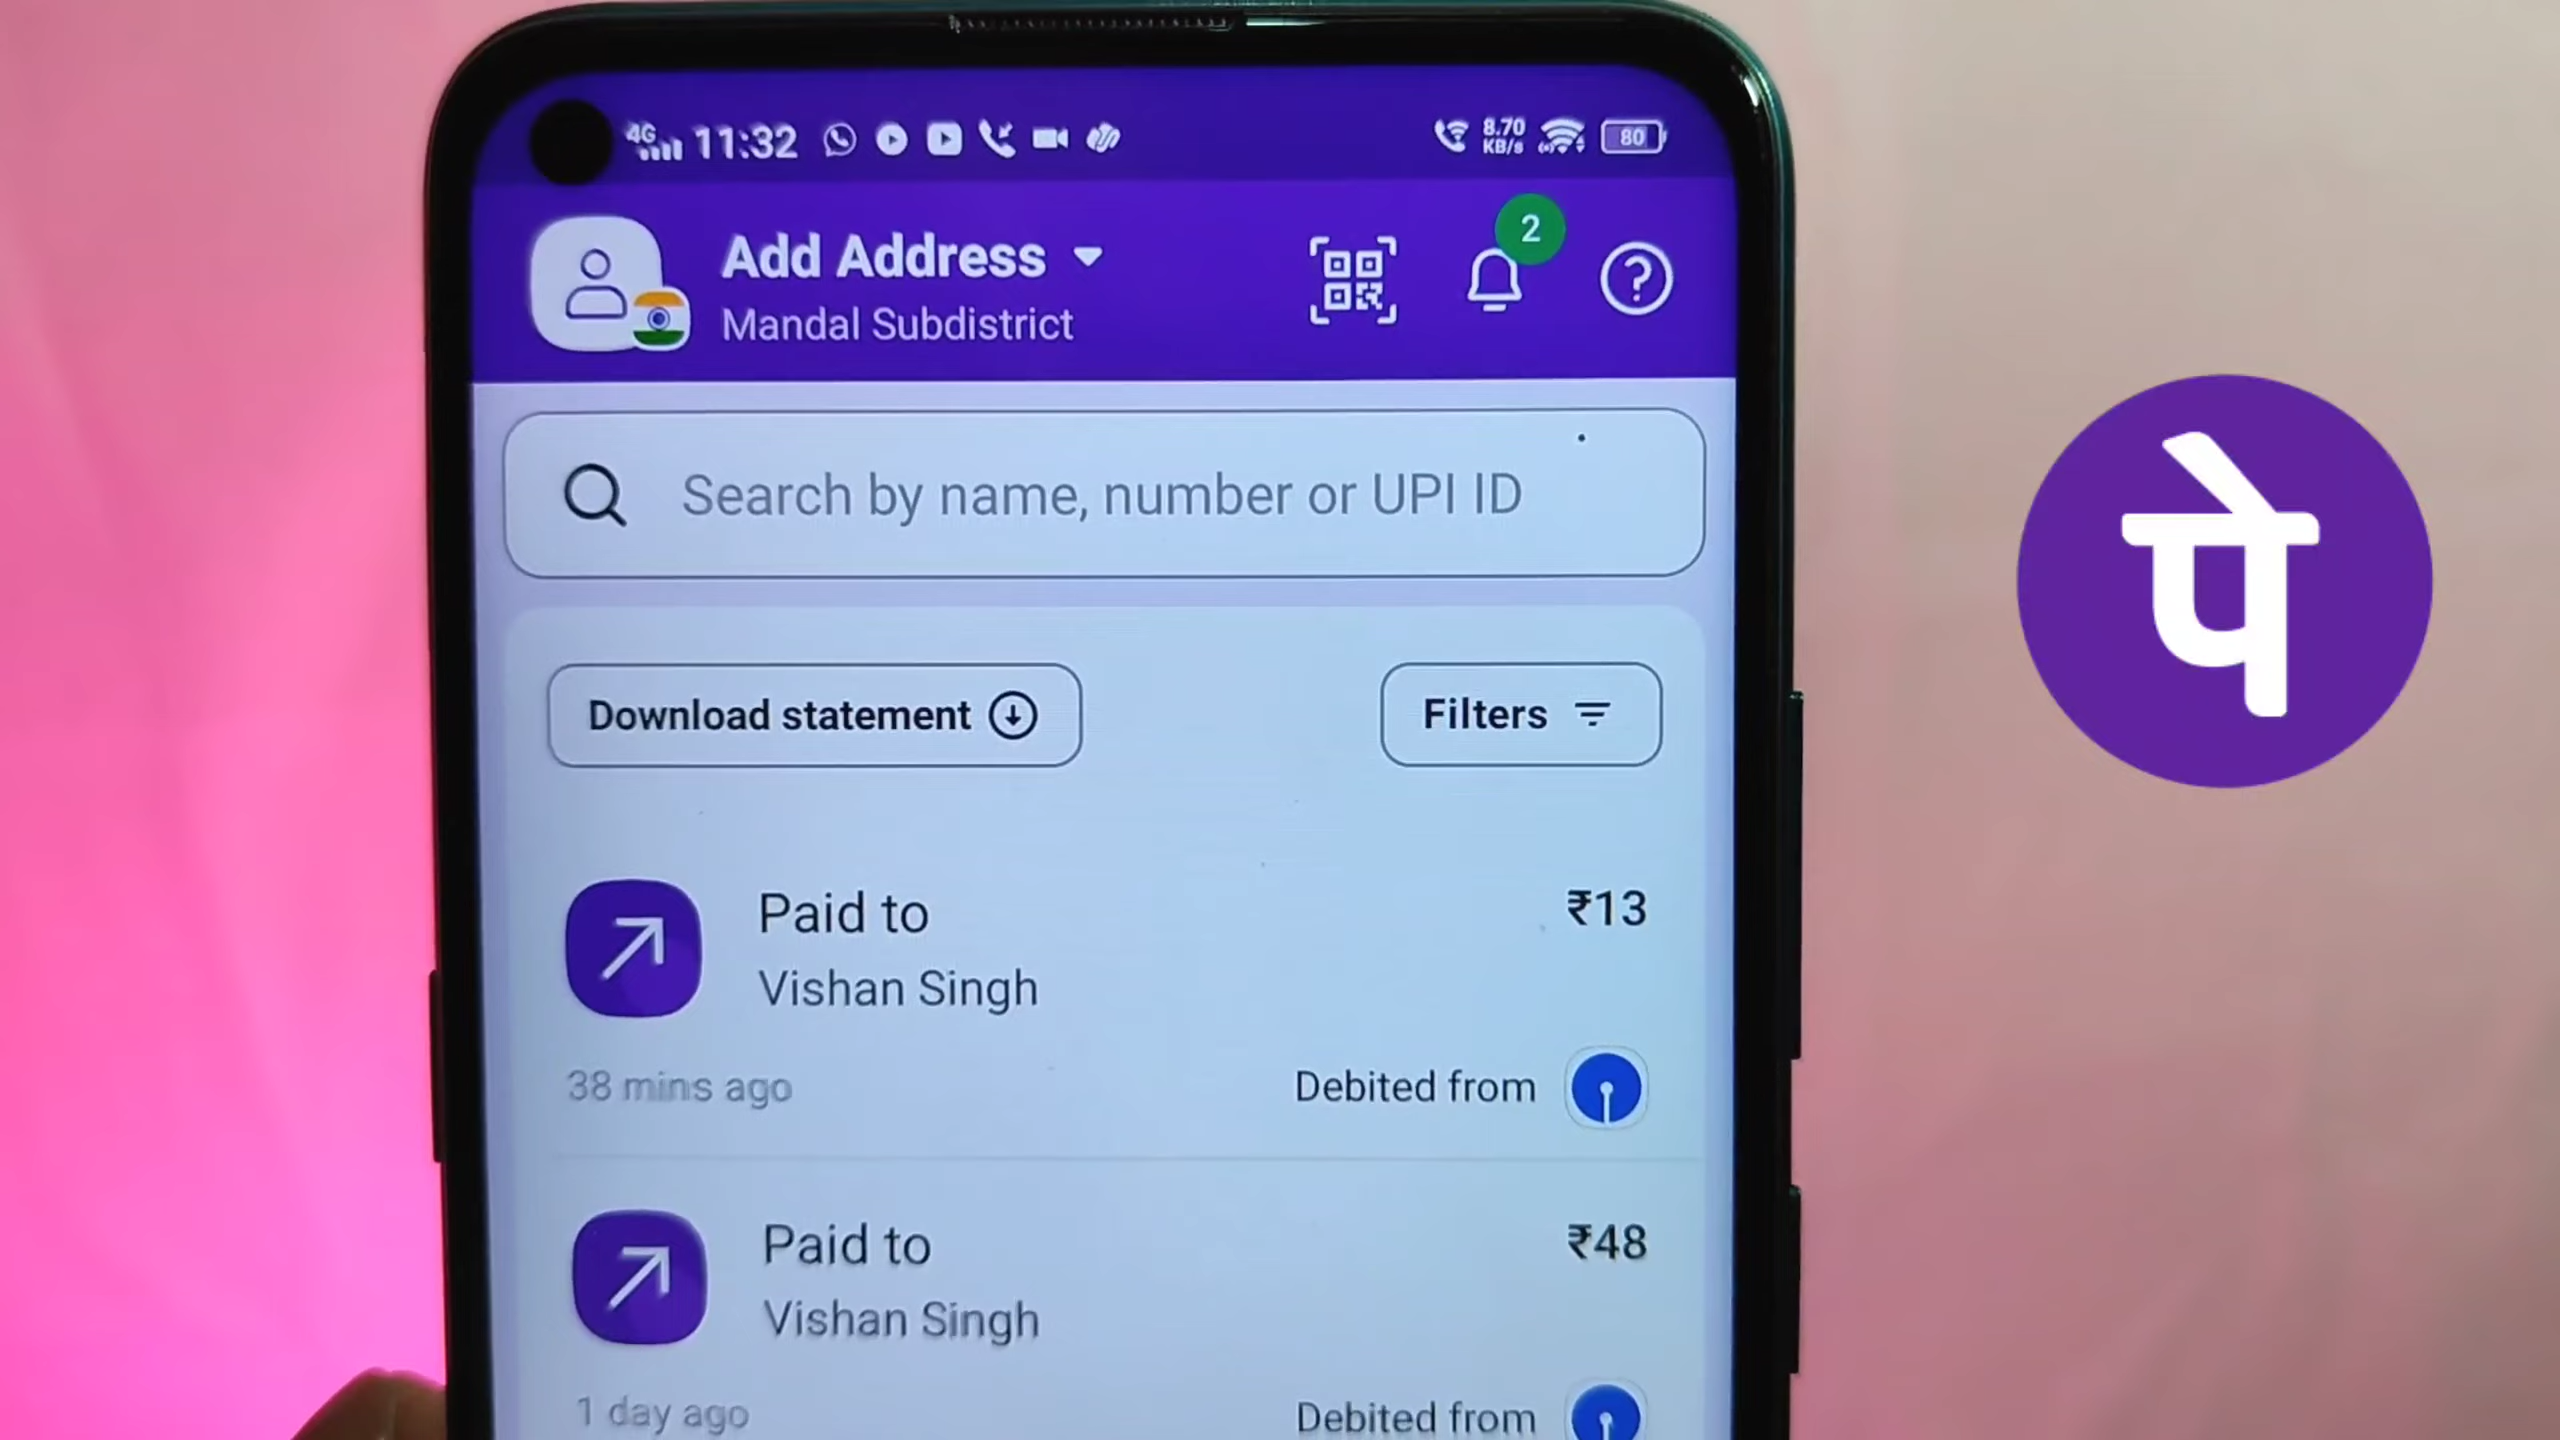 4G 11:32 8.70 KB/s 80
Add Address 2
Mandal Subdistrict
Search by name, number or UPI ID
Download statement Filters
Paid to ₹13
Vishan Singh
38 mins ago Debited from
Paid to ₹48
Vishan Singh
1 day ago Debited from
पे